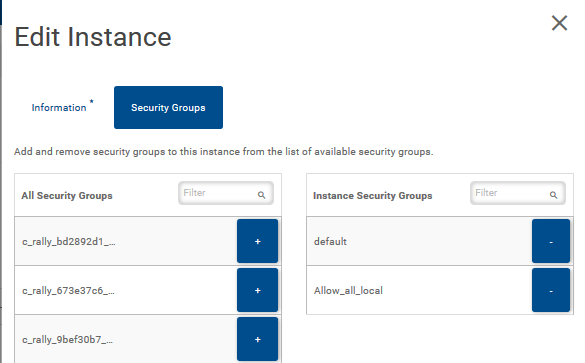 Edit Instance
Information *
Security Groups
Add and remove security groups to this instance from the list of available security groups.
All Security Groups
Filter
Instance Security Groups
Filter
c_rally_bd2892d1_...
+
default
-
c_rally_673e37c6_...
+
Allow_all_local
-
c_rally_9bef30b7_...
+